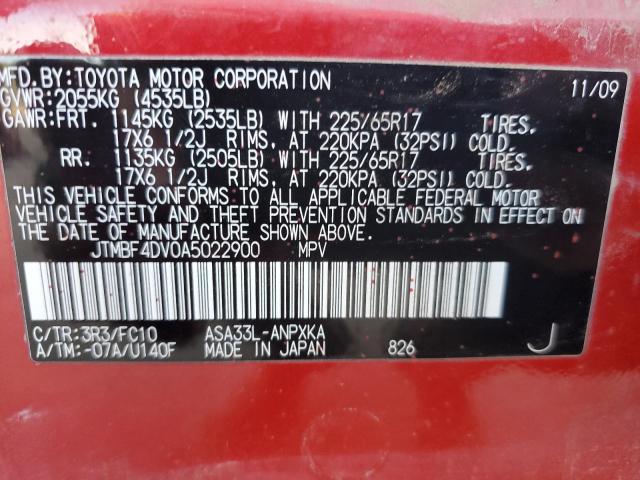 MFD.BY:TOYOTA MOTOR CORPORATION 11/09
GVWR:2055KG (4535LB)
GAWR:FRT. 1145KG (2535LB) WITH 225/65R17 TIRES.
17X6 1/2J RIMS, AT 220KPA (32PSI) COLD.
RR. 1135KG (2505LB) WITH 225/65R17 TIRES.
17X6 1/2J RIMS, AT 220KPA (32PSI) COLD.
THIS VEHICLE CONFORMS TO ALL APPLICABLE FEDERAL MOTOR
VEHICLE SAFETY AND THEFT PREVENTION STANDARDS IN EFFECT ON
THE DATE OF MANUFACTURE SHOWN ABOVE.
JTMBF4DV0A5022900 MPV
C/TR:3R3/FC10 ASA33L-ANPXKA
A/TM:-07A/U140F MADE IN JAPAN 826 J